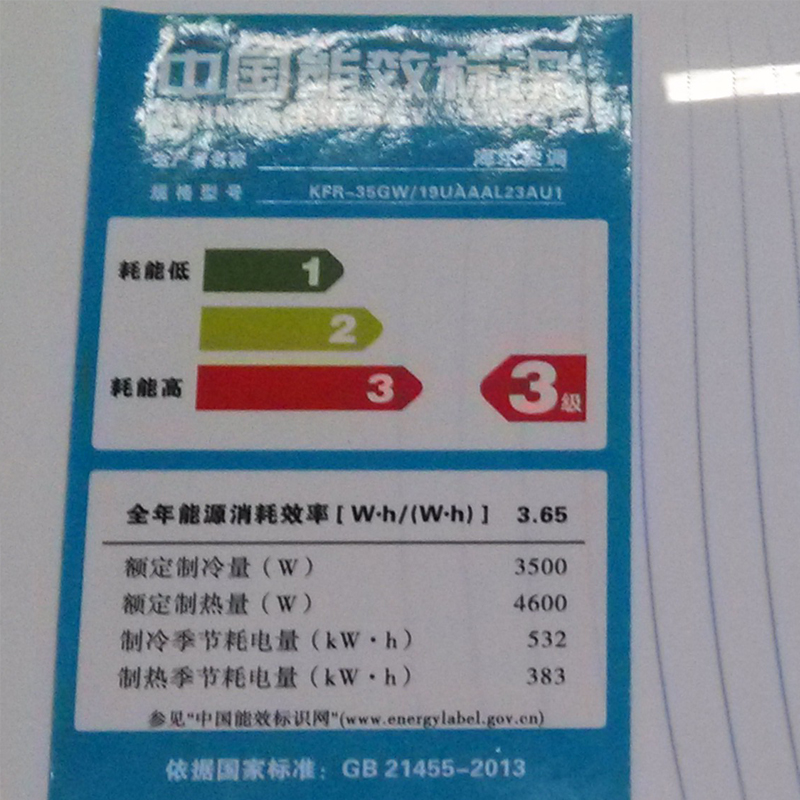 中国能效标识
生产者名称 海尔空调
规格型号 KFR-35GW/19UAAAL23AU1
耗能低 1
2
耗能高 3 3级
全年能源消耗效率[W·h/(W·h)] 3.65
额定制冷量(W) 3500
额定制热量(W) 4600
制冷季节耗电量(kW·h) 532
制热季节耗电量(kW·h) 383
参见"中国能效标识网"(www.energylabel.gov.cn)
依据国家标准：GB 21455-2013